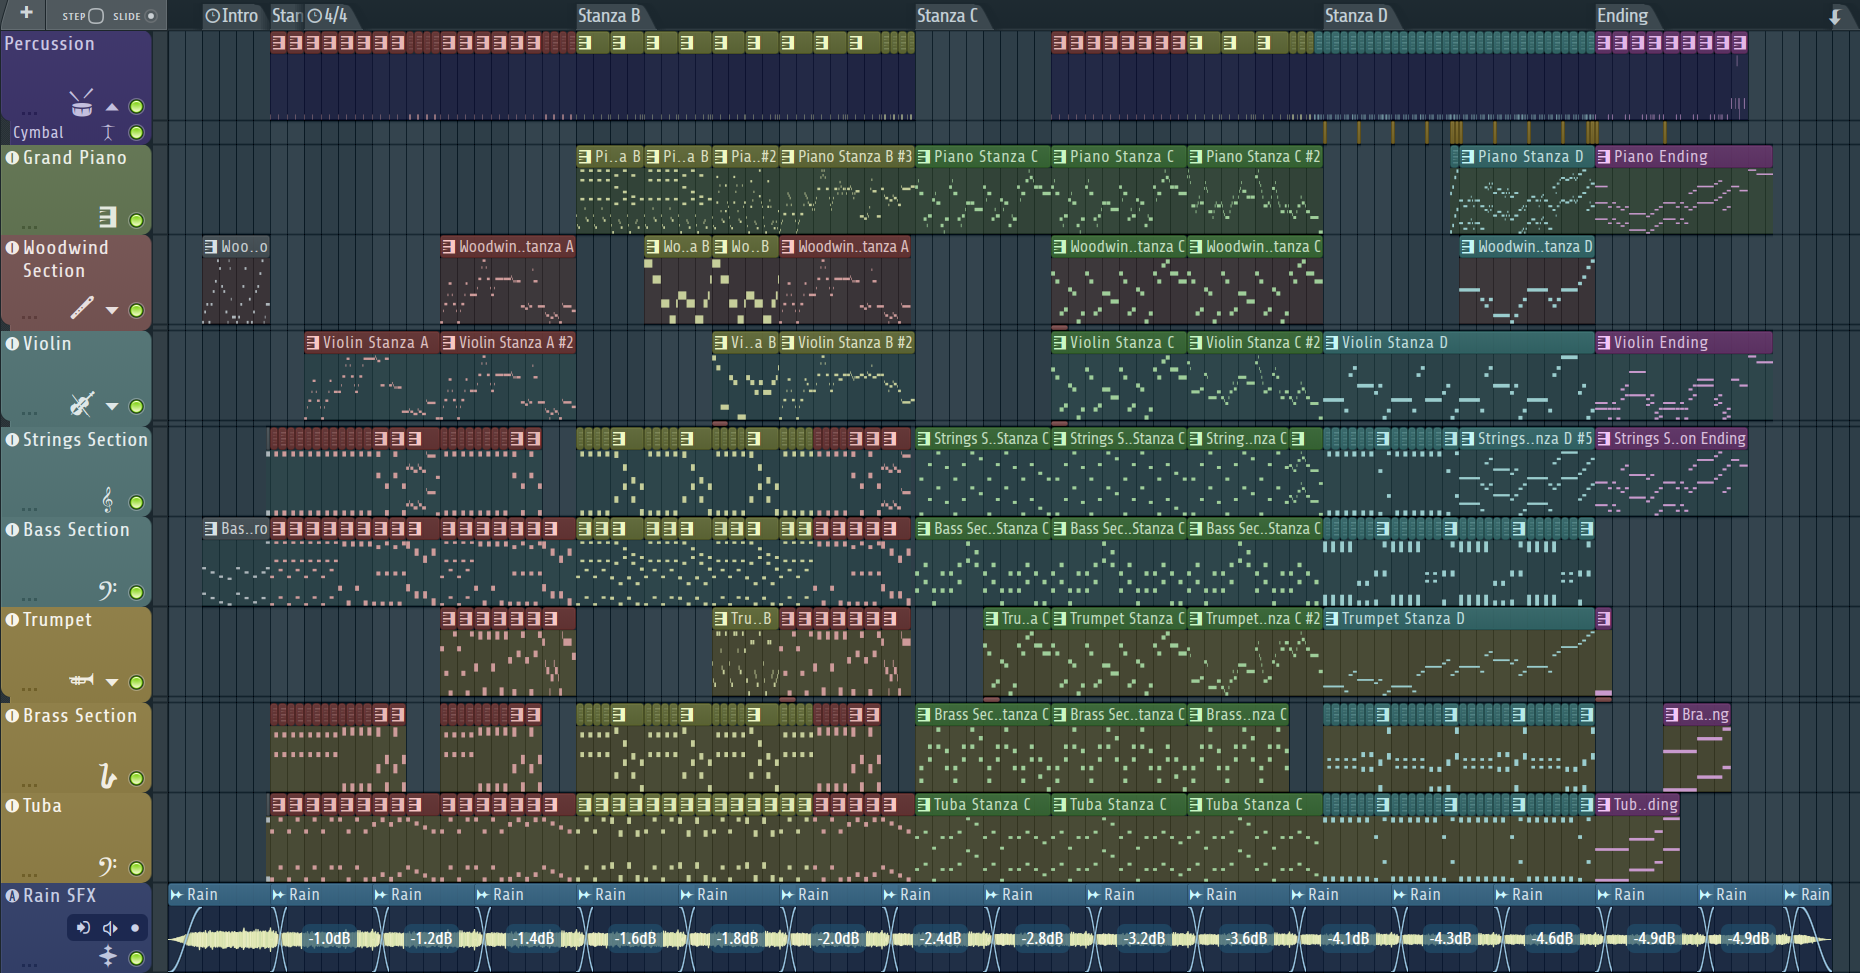 STEP SLIDE Intro Stan 4/4 Stanza B Stanza C Stanza D Ending
Percussion
Cymbal
Grand Piano Pi..a B Pi..a B Pia..#2 Piano Stanza B #3 Piano Stanza C Piano Stanza C Piano Stanza C #2 Piano Stanza D Piano Ending
Woodwind Woo..o Woodwin..tanza A Wo..a B Wo..B Woodwin..tanza A Woodwin..tanza C Woodwin..tanza C Woodwin..tanza D
Section
Violin Violin Stanza A Violin Stanza A #2 Vi..a B Violin Stanza B #2 Violin Stanza C Violin Stanza C #2 Violin Stanza D Violin Ending
Strings Section Strings S..Stanza C Strings S..Stanza C String..nza C Strings..nza D #5 Strings S..on Ending
Bass Section Bas..ro Bass Sec..Stanza C Bass Sec..Stanza C Bass Sec..Stanza C
Trumpet Tru..B Tru..a C Trumpet Stanza C Trumpet..nza C #2 Trumpet Stanza D
Brass Section Brass Sec..tanza C Brass Sec..tanza C Brass..nza C Bra..ng
Tuba Tuba Stanza C Tuba Stanza C Tuba Stanza C Tub..ding
Rain SFX Rain Rain Rain Rain Rain Rain Rain Rain Rain Rain Rain Rain Rain Rain Rain Rain Rain
-1.0dB -1.2dB -1.4dB -1.6dB -1.8dB -2.0dB -2.4dB -2.8dB -3.2dB -3.6dB -4.1dB -4.3dB -4.6dB -4.9dB -4.9dB